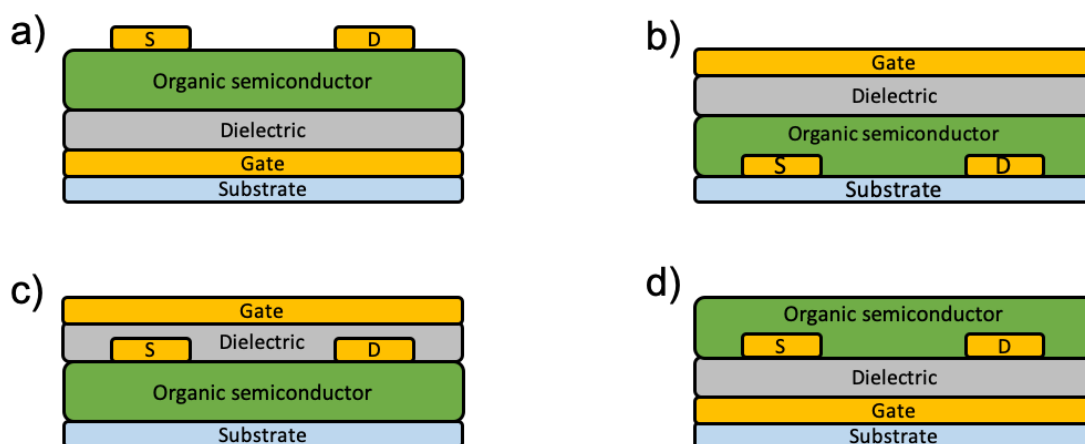 a)
S D
Organic semiconductor
Dielectric
Gate
Substrate
b)
Gate
Dielectric
Organic semiconductor
S D
Substrate
c)
Gate
S Dielectric D
Organic semiconductor
Substrate
d)
Organic semiconductor
S D
Dielectric
Gate
Substrate